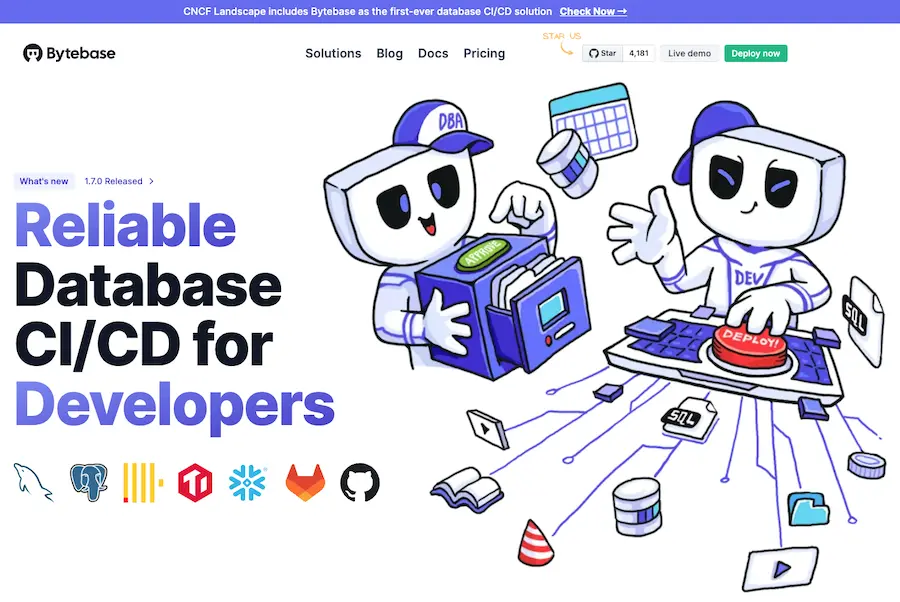 CNCF Landscape includes Bytebase as the first-ever database CI/CD solution Check Now →
STAR US
Bytebase Solutions Blog Docs Pricing Star 4,181 Live demo Deploy now
What's new 1.7.0 Released >
Reliable
Database
CI/CD for
Developers
DBA
APPROVE
DEV
DEPLOY!
SQL
SQL